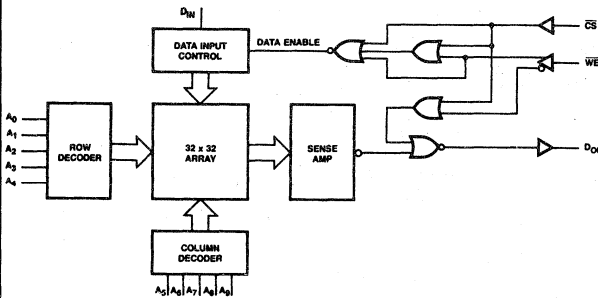 DIN
DATA INPUT
CONTROL
DATA ENABLE
CS
WE
A0
A1
A2
A3
A4
ROW
DECODER
32 x 32
ARRAY
SENSE
AMP
COLUMN
DECODER
A5 A6 A7 A8 A9